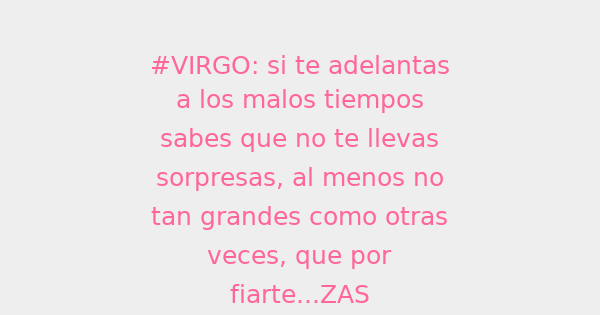 #VIRGO: si te adelantas
a los malos tiempos
sabes que no te llevas
sorpresas, al menos no
tan grandes como otras
veces, que por
fiarte...ZAS